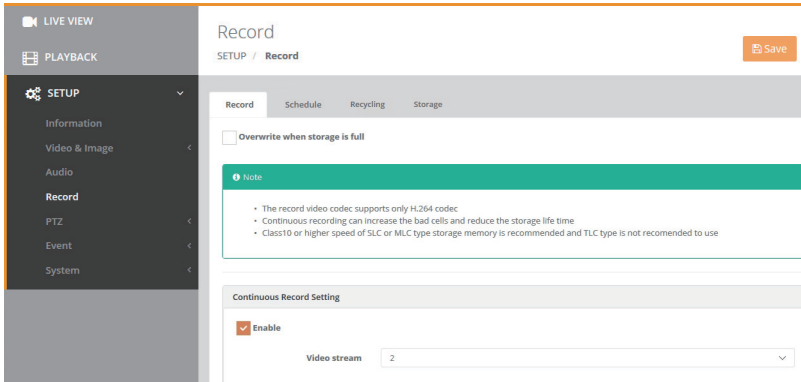 LIVE VIEW
PLAYBACK
SETUP
Information
Video & Image
Audio
Record
PTZ
Event
System
Record
SETUP / Record
Save
Record Schedule Recycling Storage
Overwrite when storage is full
Note
• The record video codec supports only H.264 codec
• Continuous recording can increase the bad cells and reduce the storage life time
• Class10 or higher speed of SLC or MLC type storage memory is recommended and TLC type is not recomended to use
Continuous Record Setting
Enable
Video stream 2